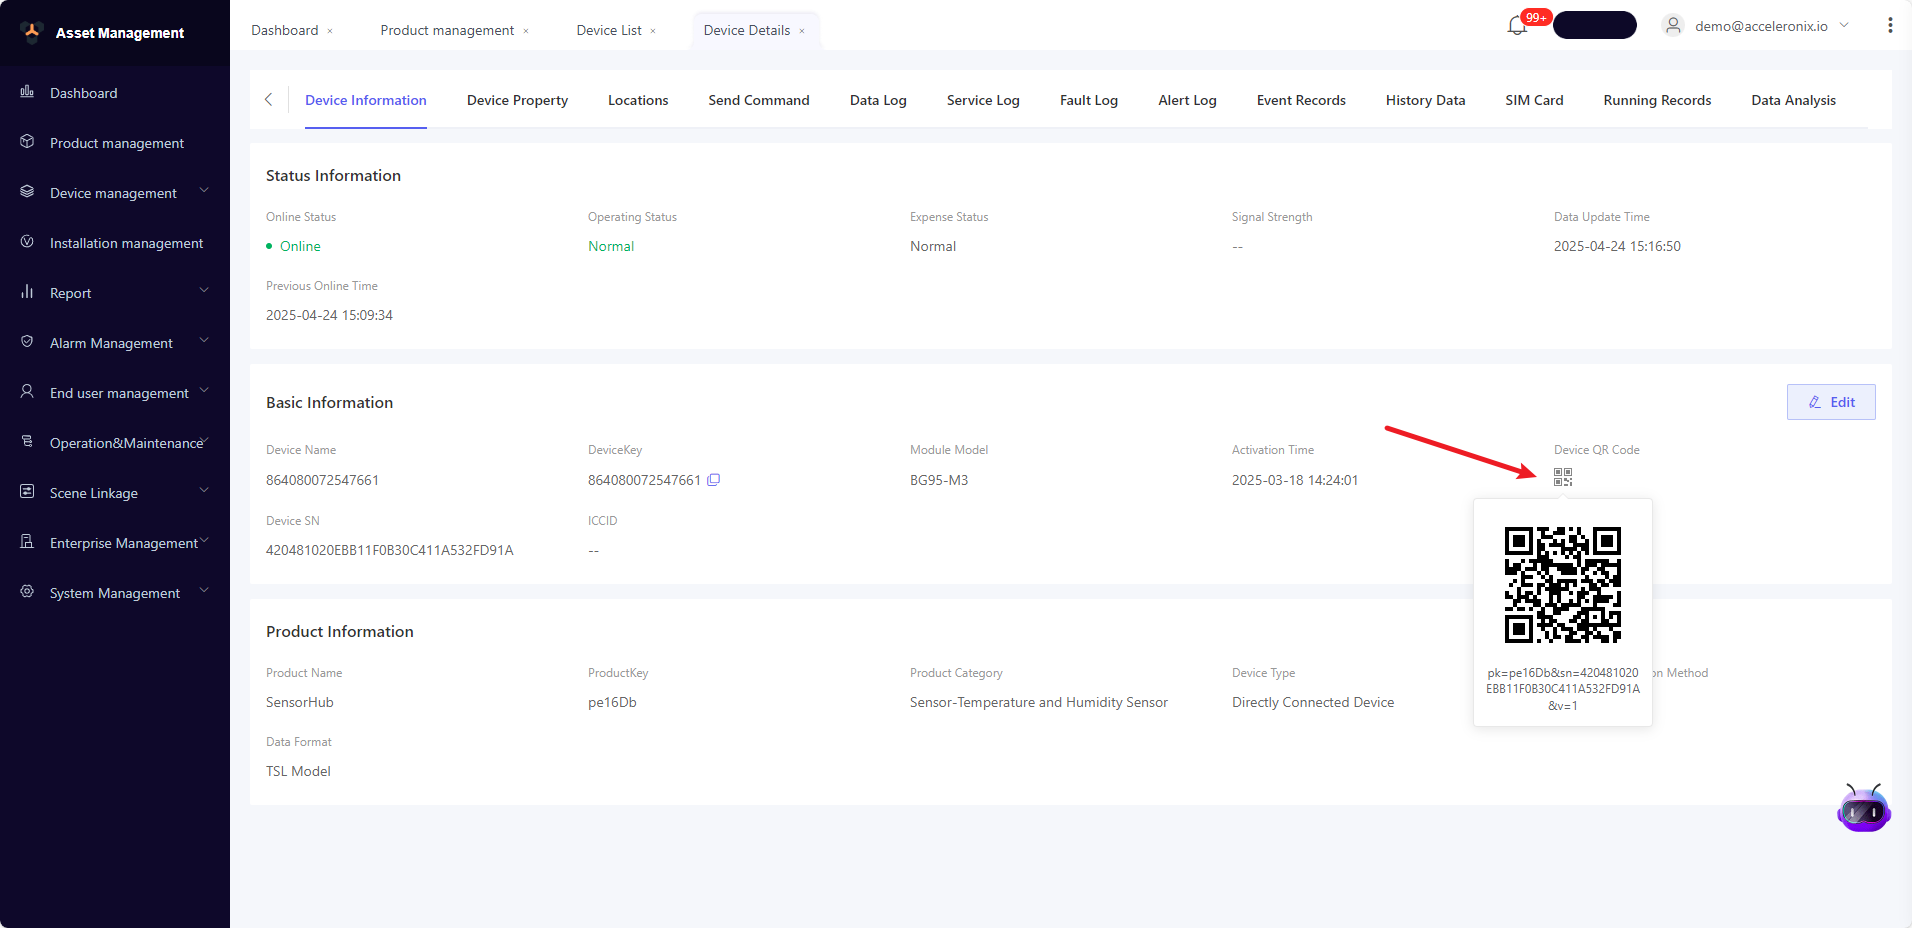 Asset Management
Dashboard
Product management
Device management
Installation management
Report
Alarm Management
End user management
Operation&Maintenance
Scene Linkage
Enterprise Management
System Management
Dashboard × Product management × Device List × Device Details ×
99+ demo@acceleronix.io
Device Information Device Property Locations Send Command Data Log Service Log Fault Log Alert Log Event Records History Data SIM Card Running Records Data Analysis
Status Information
Online Status Operating Status Expense Status Signal Strength Data Update Time
Online Normal Normal -- 2025-04-24 15:16:50
Previous Online Time
2025-04-24 15:09:34
Basic Information Edit
Device Name DeviceKey Module Model Activation Time Device QR Code
864080072547661 864080072547661 BG95-M3 2025-03-18 14:24:01
Device SN ICCID
420481020EBB11F0B30C411A532FD91A --
pk=pe16Db&sn=420481020
EBB11F0B30C411A532FD91A
&v=1
Product Information
Product Name ProductKey Product Category Device Type on Method
SensorHub pe16Db Sensor-Temperature and Humidity Sensor Directly Connected Device
Data Format
TSL Model